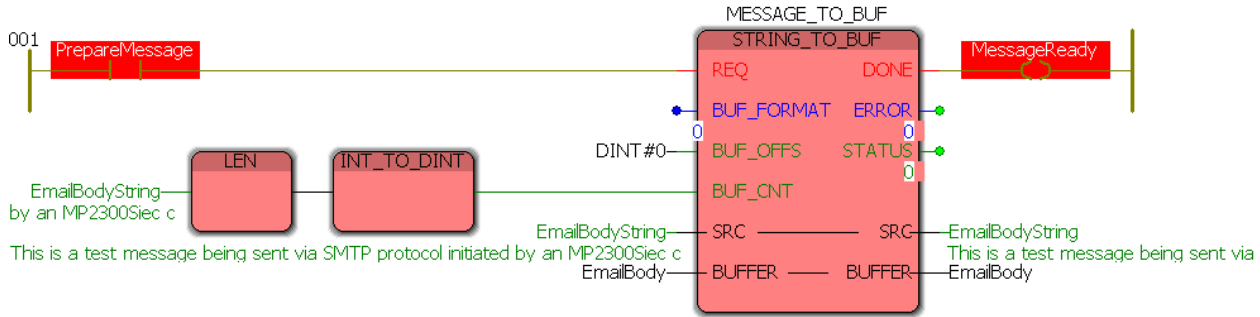 MESSAGE_TO_BUF
001
PrepareMessage
STRING_TO_BUF
MessageReady
REQ DONE
BUF_FORMAT ERROR
0 0
DINT#0 BUF_OFFS STATUS
0
LEN INT_TO_DINT
EmailBodyString BUF_CNT
by an MP2300Siec c
EmailBodyString SRC SRC EmailBodyString
This is a test message being sent via SMTP protocol initiated by an MP2300Siec c This is a test message being sent via
EmailBody BUFFER BUFFER EmailBody